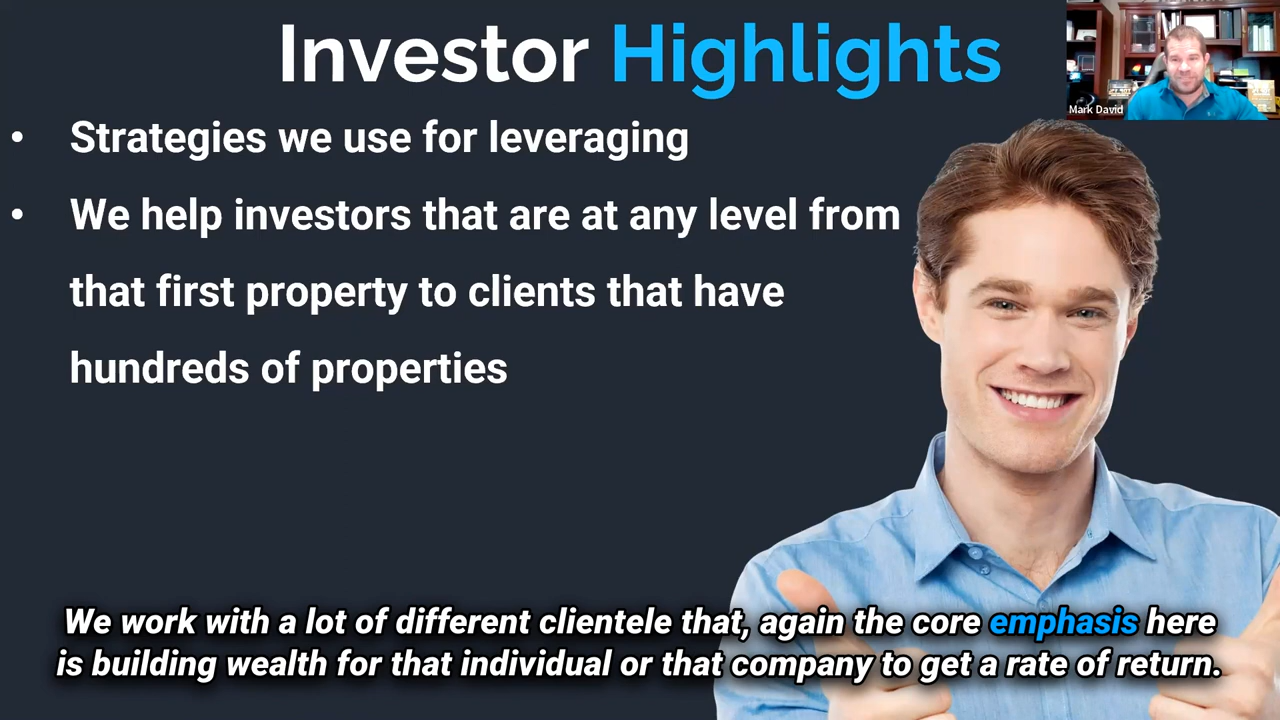 Investor Highlights
Mark David
• Strategies we use for leveraging
• We help investors that are at any level from
that first property to clients that have
hundreds of properties
We work with a lot of different clientele that, again the core emphasis here
is building wealth for that individual or that company to get a rate of return.